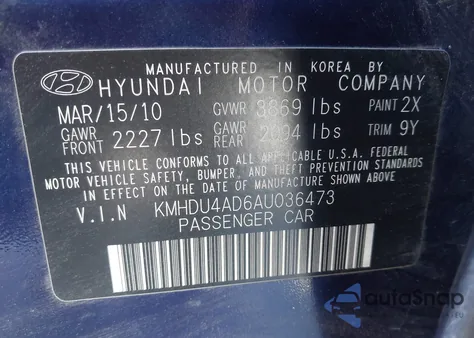 MANUFACTURED IN KOREA BY
HYUNDAI MOTOR COMPANY
MAR/15/10 GVWR 3869 lbs PAINT 2X
GAWR FRONT 2227 lbs GAWR REAR 2094 lbs TRIM 9Y
THIS VEHICLE CONFORMS TO ALL APPLICABLE U.S.A. FEDERAL
MOTOR VEHICLE SAFETY, BUMPER, AND THEFT PREVENTION STANDARDS
IN EFFECT ON THE DATE OF MANUFACTURE SHOWN ABOVE.
V.I.N KMHDU4AD6AU036473
PASSENGER CAR
autoSnap